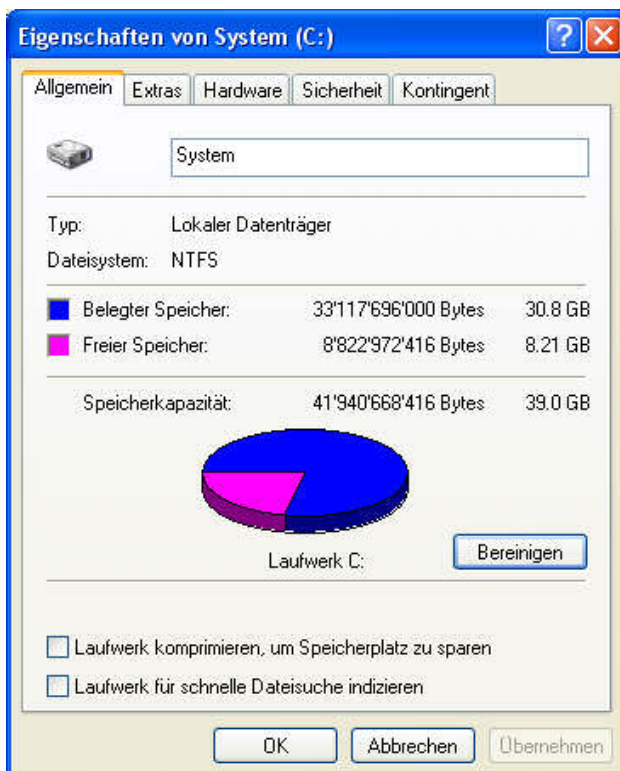 Eigenschaften von System (C:)
Allgemein Extras Hardware Sicherheit Kontingent
System
Typ: Lokaler Datenträger
Dateisystem: NTFS
Belegter Speicher: 33'117'696'000 Bytes 30.8 GB
Freier Speicher: 8'822'972'416 Bytes 8.21 GB
Speicherkapazität: 41'940'668'416 Bytes 39.0 GB
Laufwerk C:
Bereinigen
Laufwerk komprimieren, um Speicherplatz zu sparen
Laufwerk für schnelle Dateisuche indizieren
OK Abbrechen Übernehmen